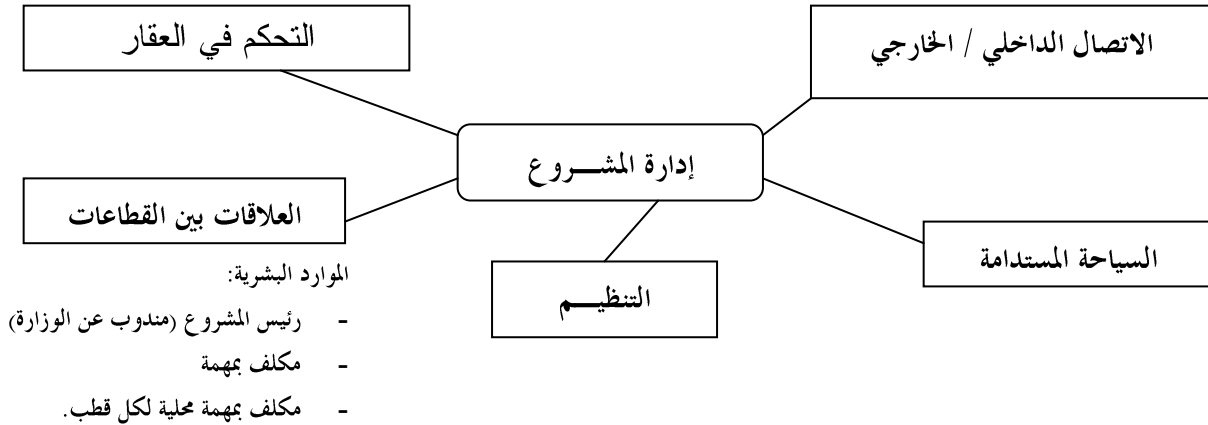 الاتصال الداخلي / الخارجي
التحكم في العقار
إدارة المشـــروع
العلاقات بين القطاعات
السياحة المستدامة
التنظيـــم
الموارد البشرية:
- رئيس المشروع (مندوب عن الوزارة)
- مكلف بمهمة
- مكلف بمهمة محلية لكل قطب.